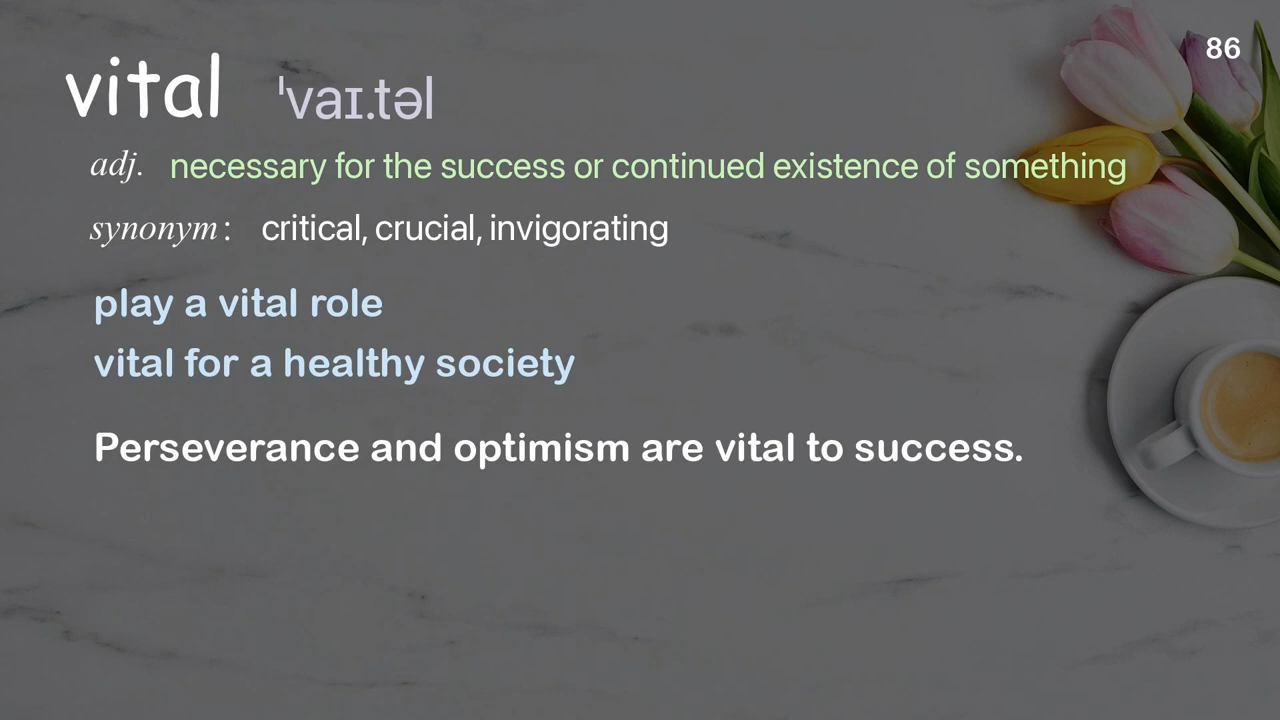 86
vital ˈvaɪ.təl
adj. necessary for the success or continued existence of something
synonym: critical, crucial, invigorating
play a vital role
vital for a healthy society
Perseverance and optimism are vital to success.